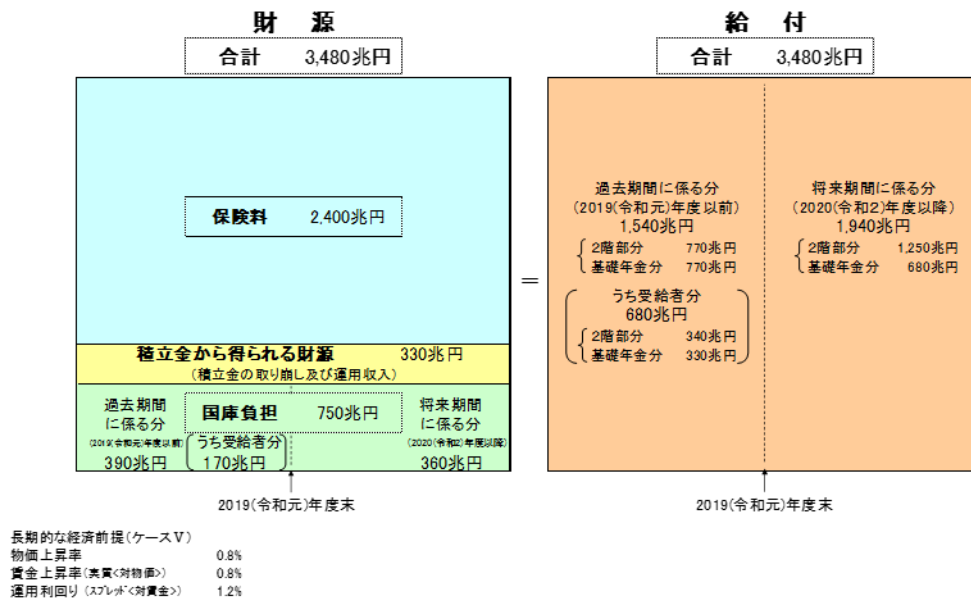 財　源
合計　3,480兆円
保険料　2,400兆円
積立金から得られる財源　330兆円
(積立金の取り崩し及び運用収入)
過去期間
に係る分
(2019(令和元)年度以前)
390兆円
国庫負担　750兆円
うち受給者分
170兆円
将来期間
に係る分
(2020(令和2)年度以降)
360兆円
2019(令和元)年度末
＝
給　付
合計　3,480兆円
過去期間に係る分
(2019(令和元)年度以前)
1,540兆円
2階部分　770兆円
基礎年金分　770兆円
うち受給者分
680兆円
2階部分　340兆円
基礎年金分　330兆円
将来期間に係る分
(2020(令和2)年度以降)
1,940兆円
2階部分　1,250兆円
基礎年金分　680兆円
2019(令和元)年度末
長期的な経済前提(ケースⅤ)
物価上昇率　0.8%
賃金上昇率(実質<対物価>)　0.8%
運用利回り(スプレッド<対賃金>)　1.2%